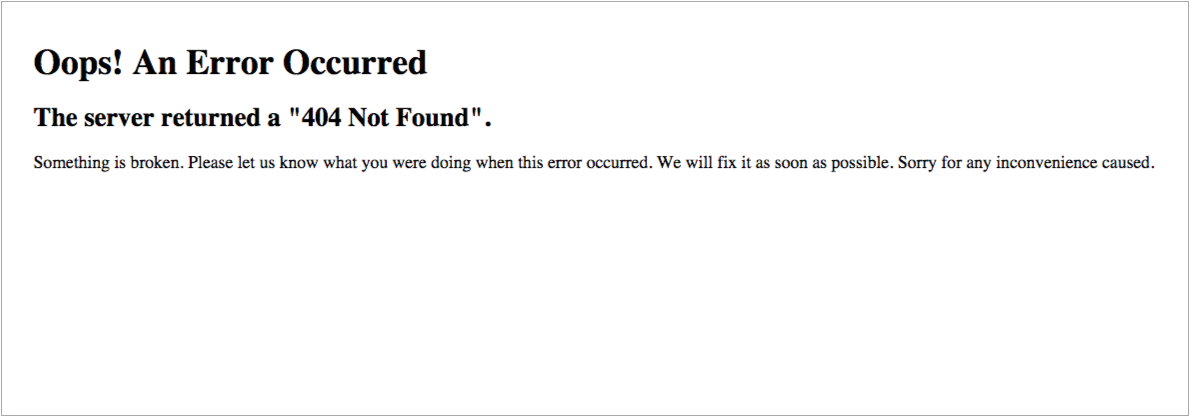 Oops! An Error Occurred
The server returned a "404 Not Found".
Something is broken. Please let us know what you were doing when this error occurred. We will fix it as soon as possible. Sorry for any inconvenience caused.